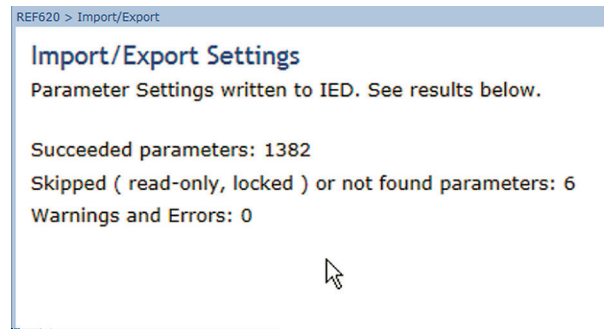 REF620 > Import/Export
Import/Export Settings
Parameter Settings written to IED. See results below.
Succeeded parameters: 1382
Skipped ( read-only, locked ) or not found parameters: 6
Warnings and Errors: 0